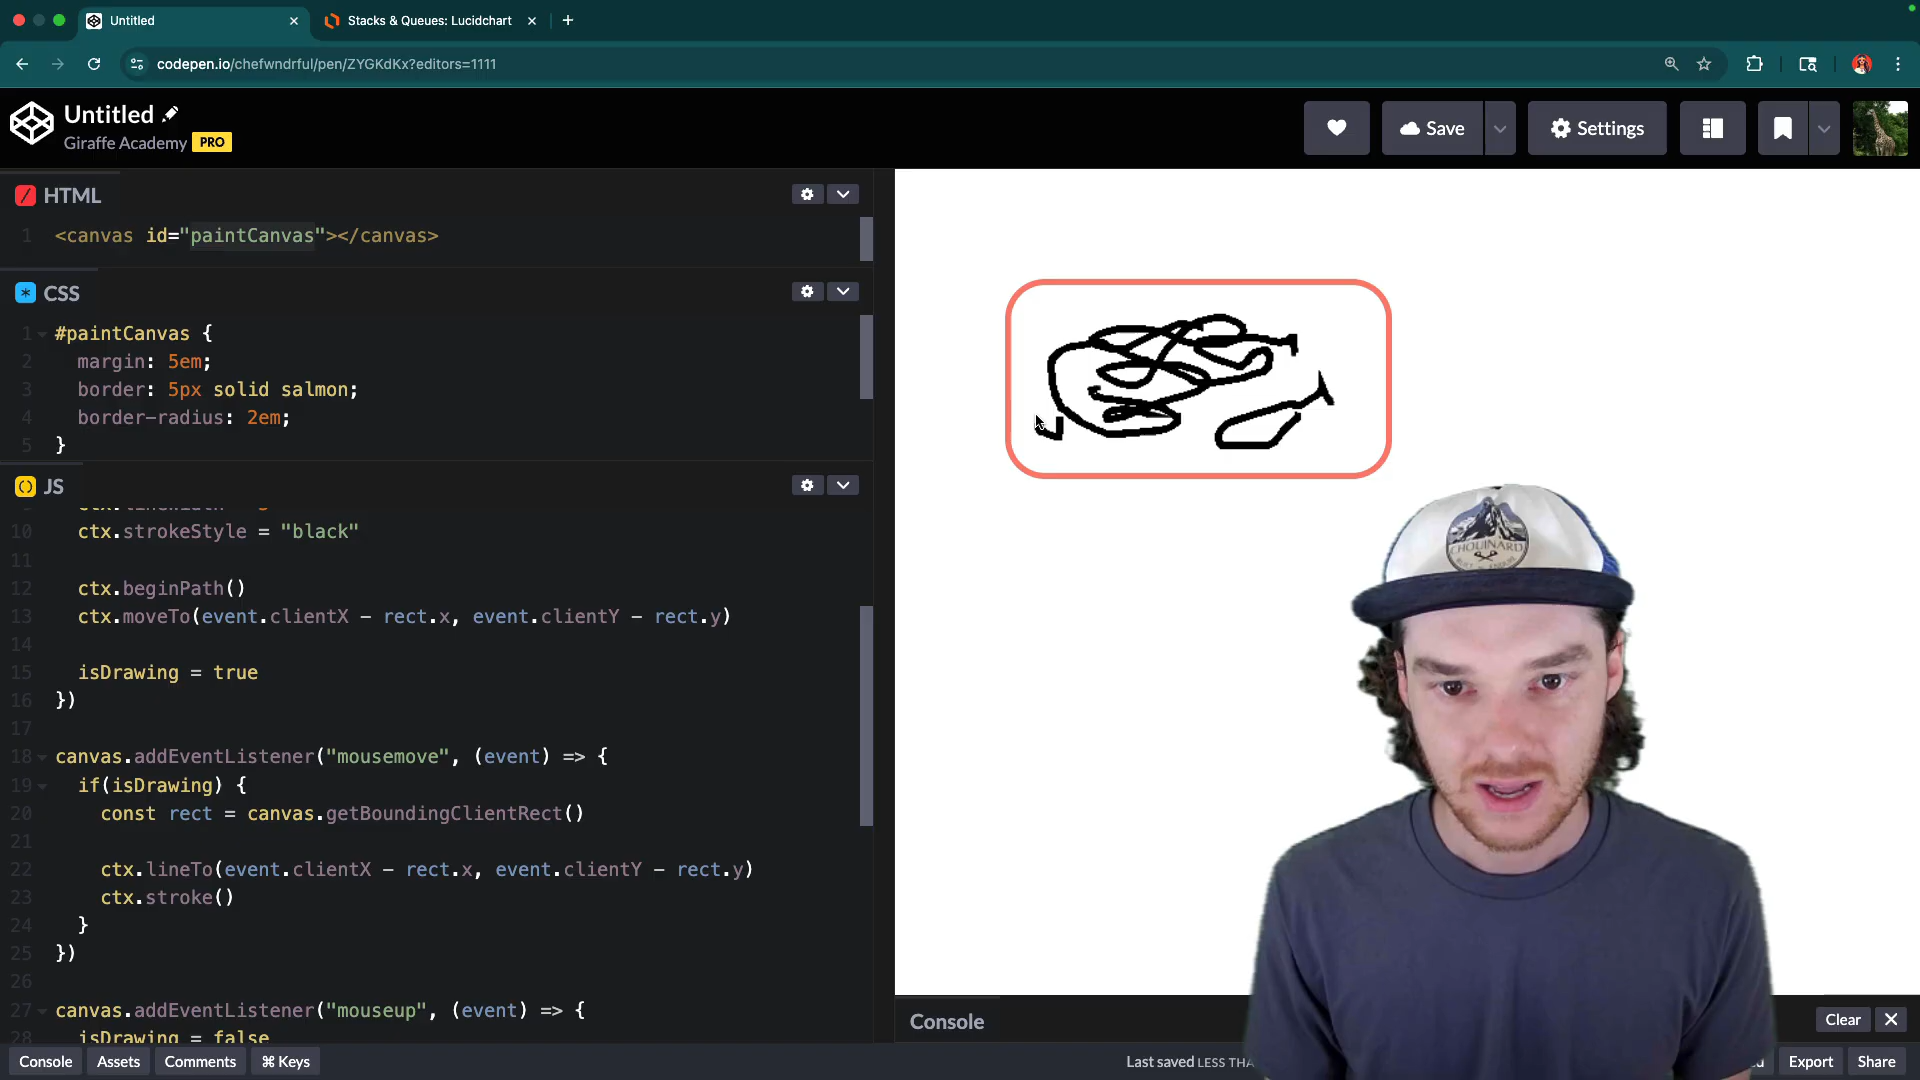 Untitled
Stacks & Queues: Lucidchart
codepen.io/chefwndrful/pen/ZYGKdKx?editors=1111
Untitled
Giraffe Academy PRO
Save
Settings
HTML
1 <canvas id="paintCanvas"></canvas>
CSS
1 #paintCanvas {
2 margin: 5em;
3 border: 5px solid salmon;
4 border-radius: 2em;
5 }
JS
10 ctx.strokeStyle = "black"
11
12 ctx.beginPath()
13 ctx.moveTo(event.clientX - rect.x, event.clientY - rect.y)
14
15 isDrawing = true
16 })
17
18 canvas.addEventListener("mousemove", (event) => {
19 if(isDrawing) {
20 const rect = canvas.getBoundingClientRect()
21
22 ctx.lineTo(event.clientX - rect.x, event.clientY - rect.y)
23 ctx.stroke()
24 }
25 })
26
27 canvas.addEventListener("mouseup", (event) => {
28 isDrawing = false
CHOUINARD
Console
Clear
Console
Assets
Comments
⌘ Keys
Last saved LESS THA
Export
Share